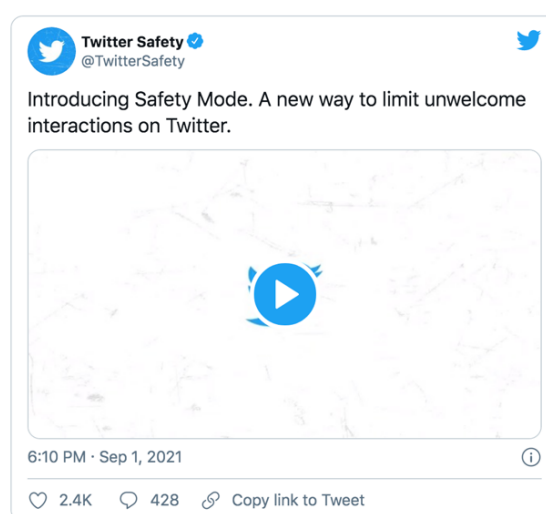 Twitter Safety
@TwitterSafety
Introducing Safety Mode. A new way to limit unwelcome
interactions on Twitter.
6:10 PM · Sep 1, 2021
2.4K 428 Copy link to Tweet